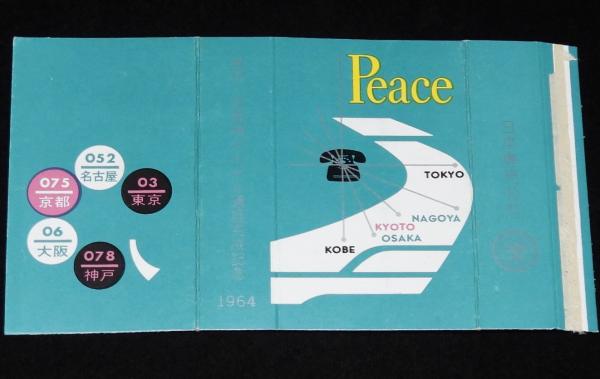 052
名古屋
075
京都
03
東京
06
大阪
078
神戸
1964
Peace
TOKYO
NAGOYA
KYOTO
OSAKA
KOBE